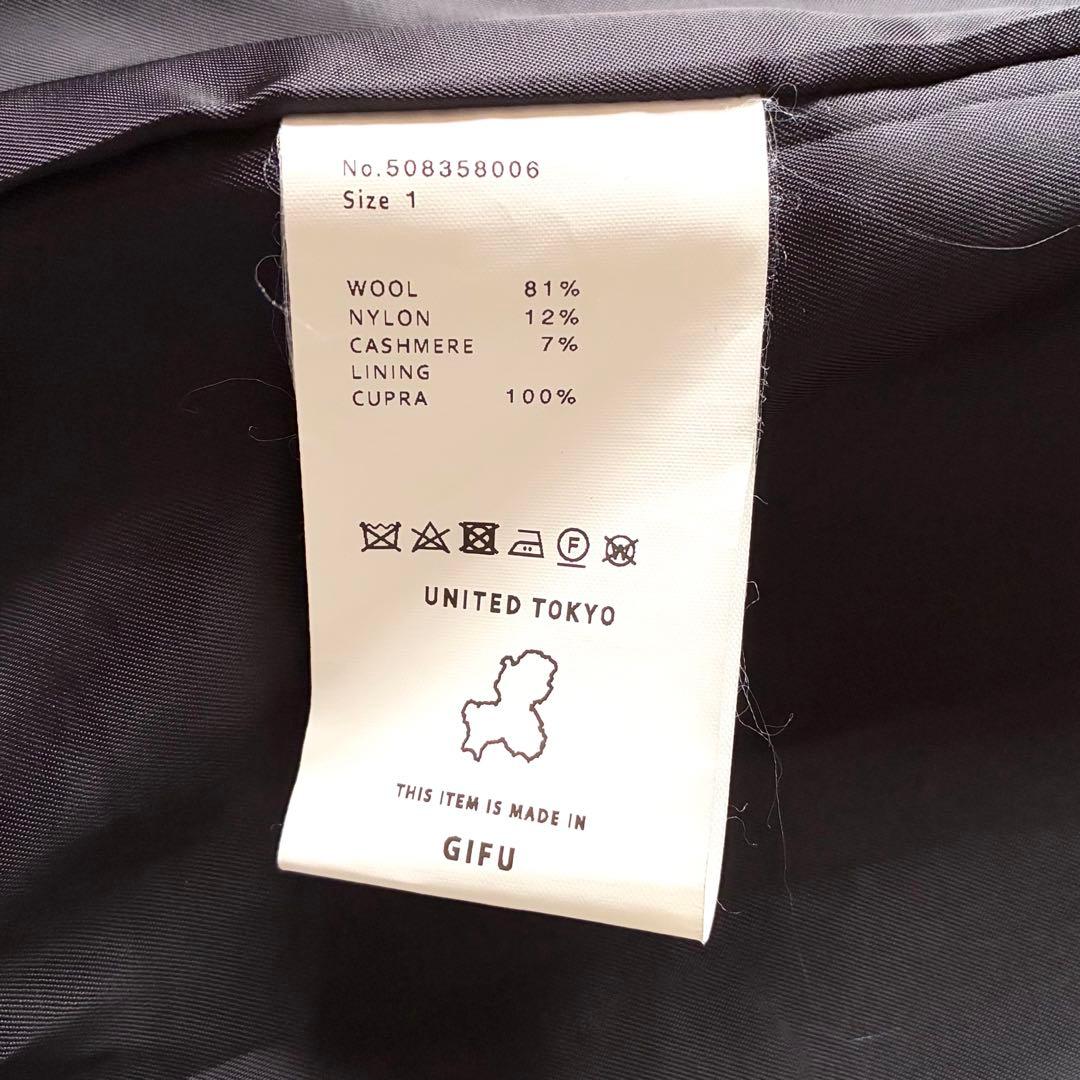 No.508358006
Size 1
WOOL 81%
NYLON 12%
CASHMERE 7%
LINING
CUPRA 100%
F W
UNITED TOKYO
THIS ITEM IS MADE IN
GIFU